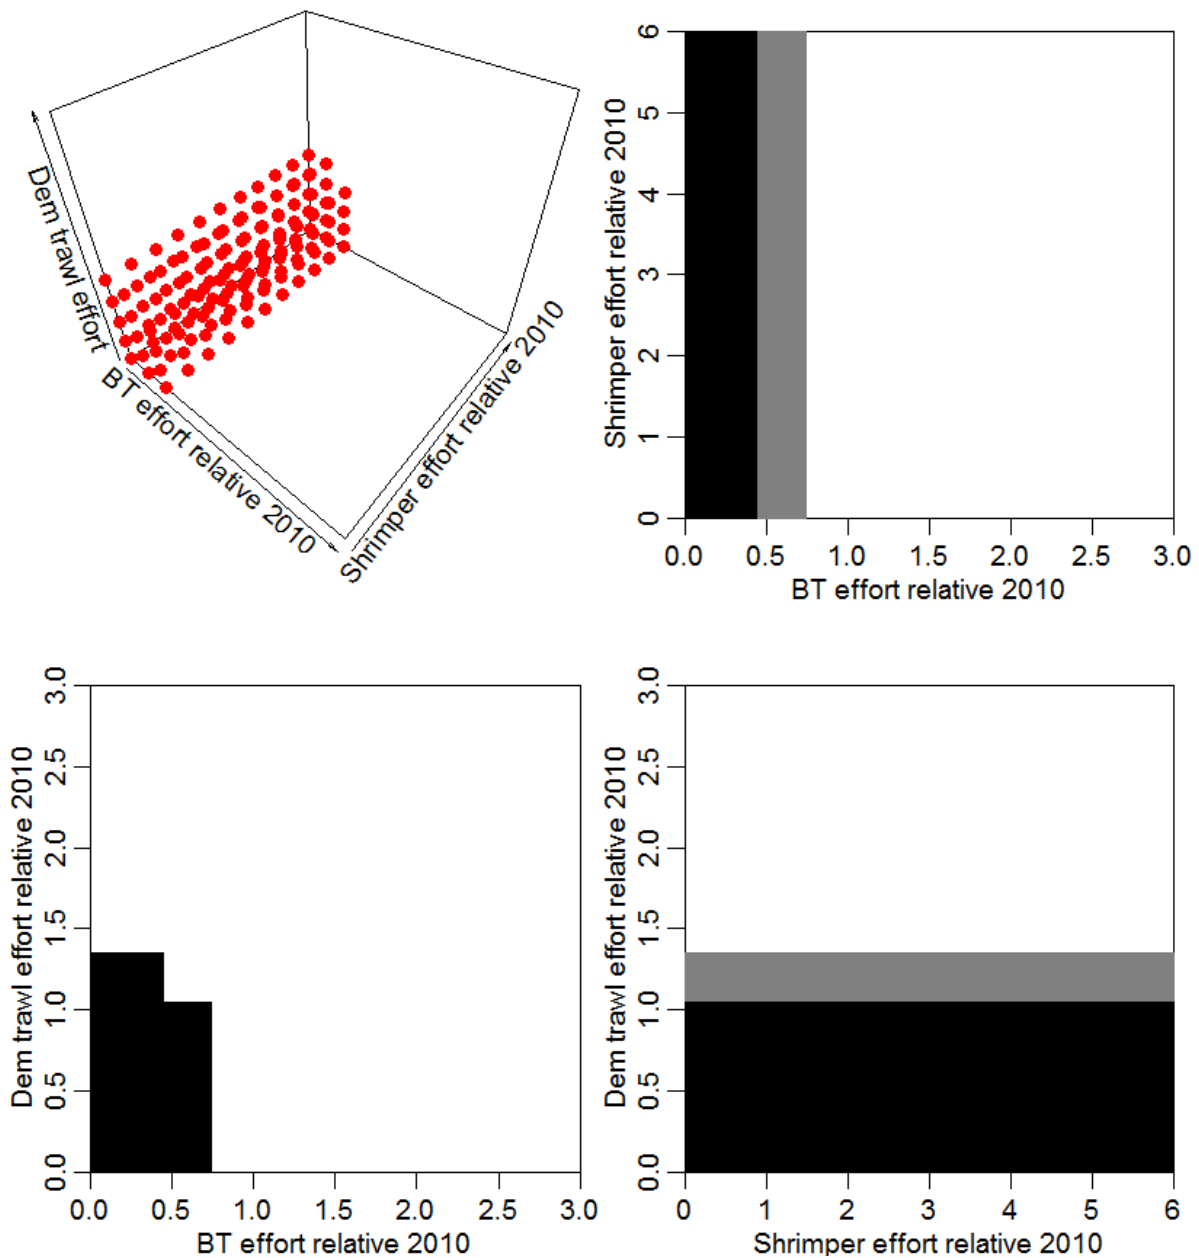 Dem trawl effort
BT effort relative 2010
Shrimper effort relative 2010
Shrimper effort relative 2010
6
5
4
3
2
1
0
0.0 0.5 1.0 1.5 2.0 2.5 3.0
BT effort relative 2010
Dem trawl effort relative 2010
3.0
2.5
2.0
1.5
1.0
0.5
0.0
0.0 0.5 1.0 1.5 2.0 2.5 3.0
BT effort relative 2010
Dem trawl effort relative 2010
3.0
2.5
2.0
1.5
1.0
0.5
0.0
0 1 2 3 4 5 6
Shrimper effort relative 2010